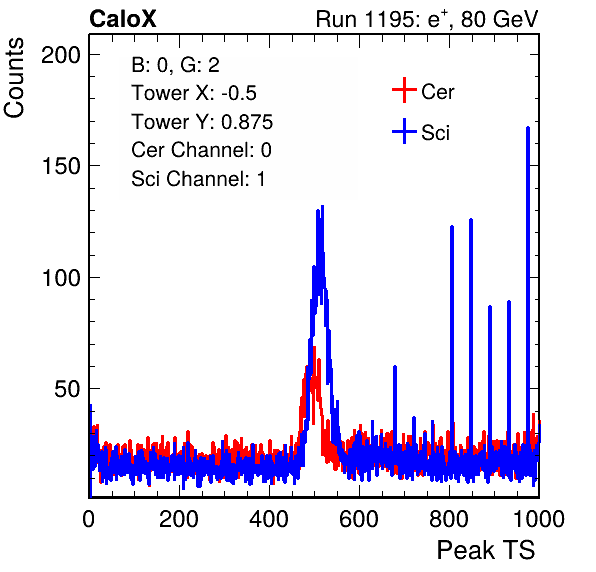 CaloX Run 1195: e⁺, 80 GeV
Counts
B: 0, G: 2
Tower X: -0.5
Tower Y: 0.875
Cer Channel: 0
Sci Channel: 1
Cer
Sci
200
150
100
50
0 200 400 600 800 1000
Peak TS